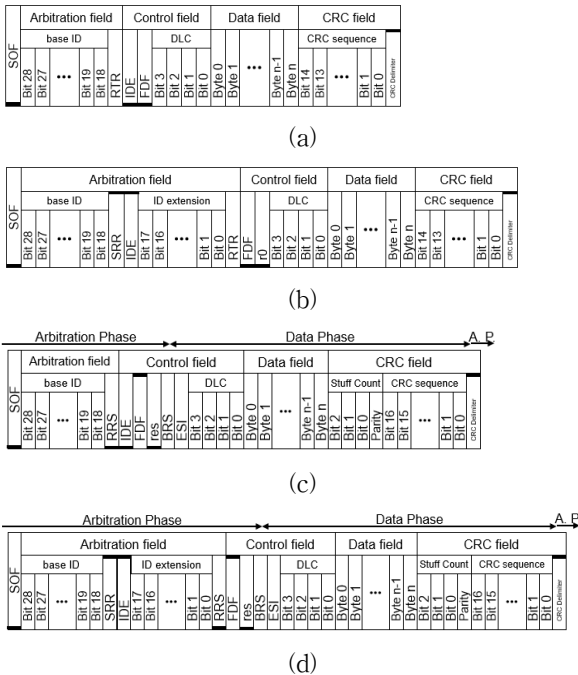 Arbitration field Control field Data field CRC field
base ID DLC CRC sequence
SOF Bit 28 Bit 27 ••• Bit 19 Bit 18 RTR IDE FDF Bit 3 Bit 2 Bit 1 Bit 0 Byte 0 Byte 1 ••• Byte n-1 Byte n Bit 14 Bit 13 ••• Bit 1 Bit 0 CRC Delimiter
(a)
Arbitration field Control field Data field CRC field
base ID ID extension DLC CRC sequence
SOF Bit 28 Bit 27 ••• Bit 19 Bit 18 SRR IDE Bit 17 Bit 16 ••• Bit 1 Bit 0 RTR FDF r0 Bit 3 Bit 2 Bit 1 Bit 0 Byte 0 Byte 1 ••• Byte n-1 Byte n Bit 14 Bit 13 ••• Bit 1 Bit 0 CRC Delimiter
(b)
Arbitration Phase Data Phase A. P.
Arbitration field Control field Data field CRC field
base ID DLC Stuff Count CRC sequence
SOF Bit 28 Bit 27 ••• Bit 19 Bit 18 RRS IDE FDF res BRS ESI Bit 3 Bit 2 Bit 1 Bit 0 Byte 0 Byte 1 ••• Byte n-1 Byte n Bit 2 Bit 1 Bit 0 Parity Bit 16 Bit 15 ••• Bit 1 Bit 0 CRC Delimiter
(c)
Arbitration Phase Data Phase A. P
Arbitration field Control field Data field CRC field
base ID ID extension DLC Stuff Count CRC sequence
SOF Bit 28 Bit 27 ••• Bit 19 Bit 18 SRR IDE Bit 17 Bit 16 ••• Bit 1 Bit 0 RRS FDF res BRS ESI Bit 3 Bit 2 Bit 1 Bit 0 Byte 0 Byte 1 ••• Byte n-1 Byte n Bit 2 Bit 1 Bit 0 Parity Bit 16 Bit 15 ••• Bit 1 Bit 0 CRC Delimiter
(d)